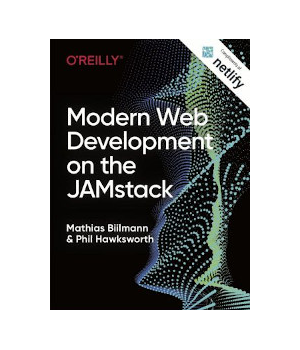 Compliments of
netlify
O'REILLY®
Modern Web
Development
on the
JAMstack
Mathias Biilmann
& Phil Hawksworth